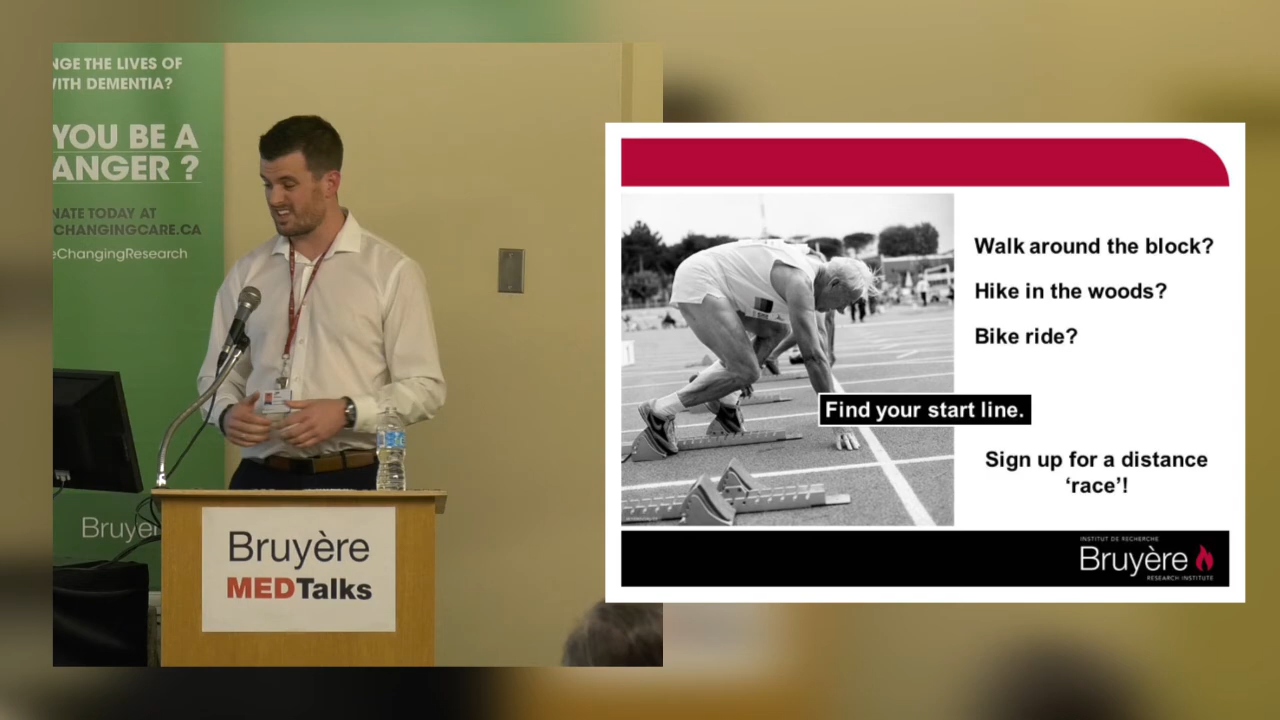 NGE THE LIVES OF
WITH DEMENTIA?
YOU BE A
ANGER ?
NATE TODAY AT
CHANGINGCARE.CA
eChangingResearch
Bruyèr
Bruyère
MEDTalks
Walk around the block?
Hike in the woods?
Bike ride?
Find your start line.
Sign up for a distance
‘race’!
INSTITUT DE RECHERCHE
Bruyère
RESEARCH INSTITUTE